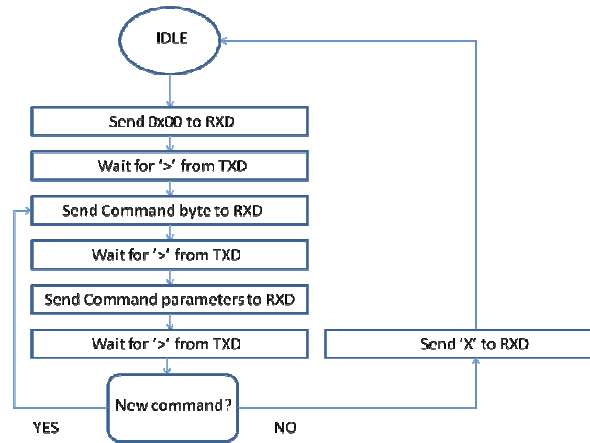 IDLE
Send 0x00 to RXD
Wait for ‘>’ from TXD
Send Command byte to RXD
Wait for ‘>’ from TXD
Send Command parameters to RXD
Wait for ‘>’ from TXD
Send ‘X’ to RXD
New command?
YES
NO